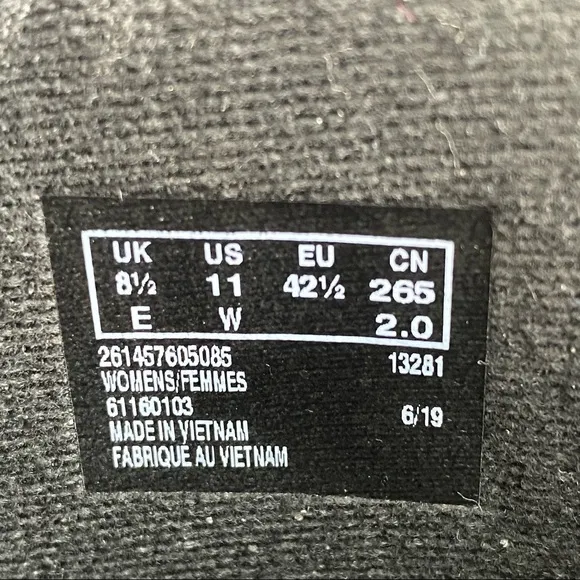 UK US EU CN
8½ 11 42½ 265
E W 2.0
261457605085 13281
WOMENS/FEMMES
61160103 6/19
MADE IN VIETNAM
FABRIQUE AU VIETNAM